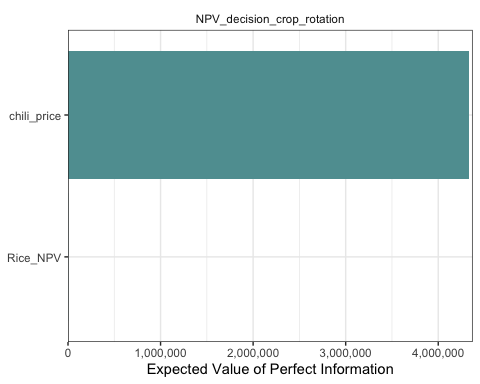 NPV_decision_crop_rotation
chili_price
Rice_NPV
0 1,000,000 2,000,000 3,000,000 4,000,000
Expected Value of Perfect Information